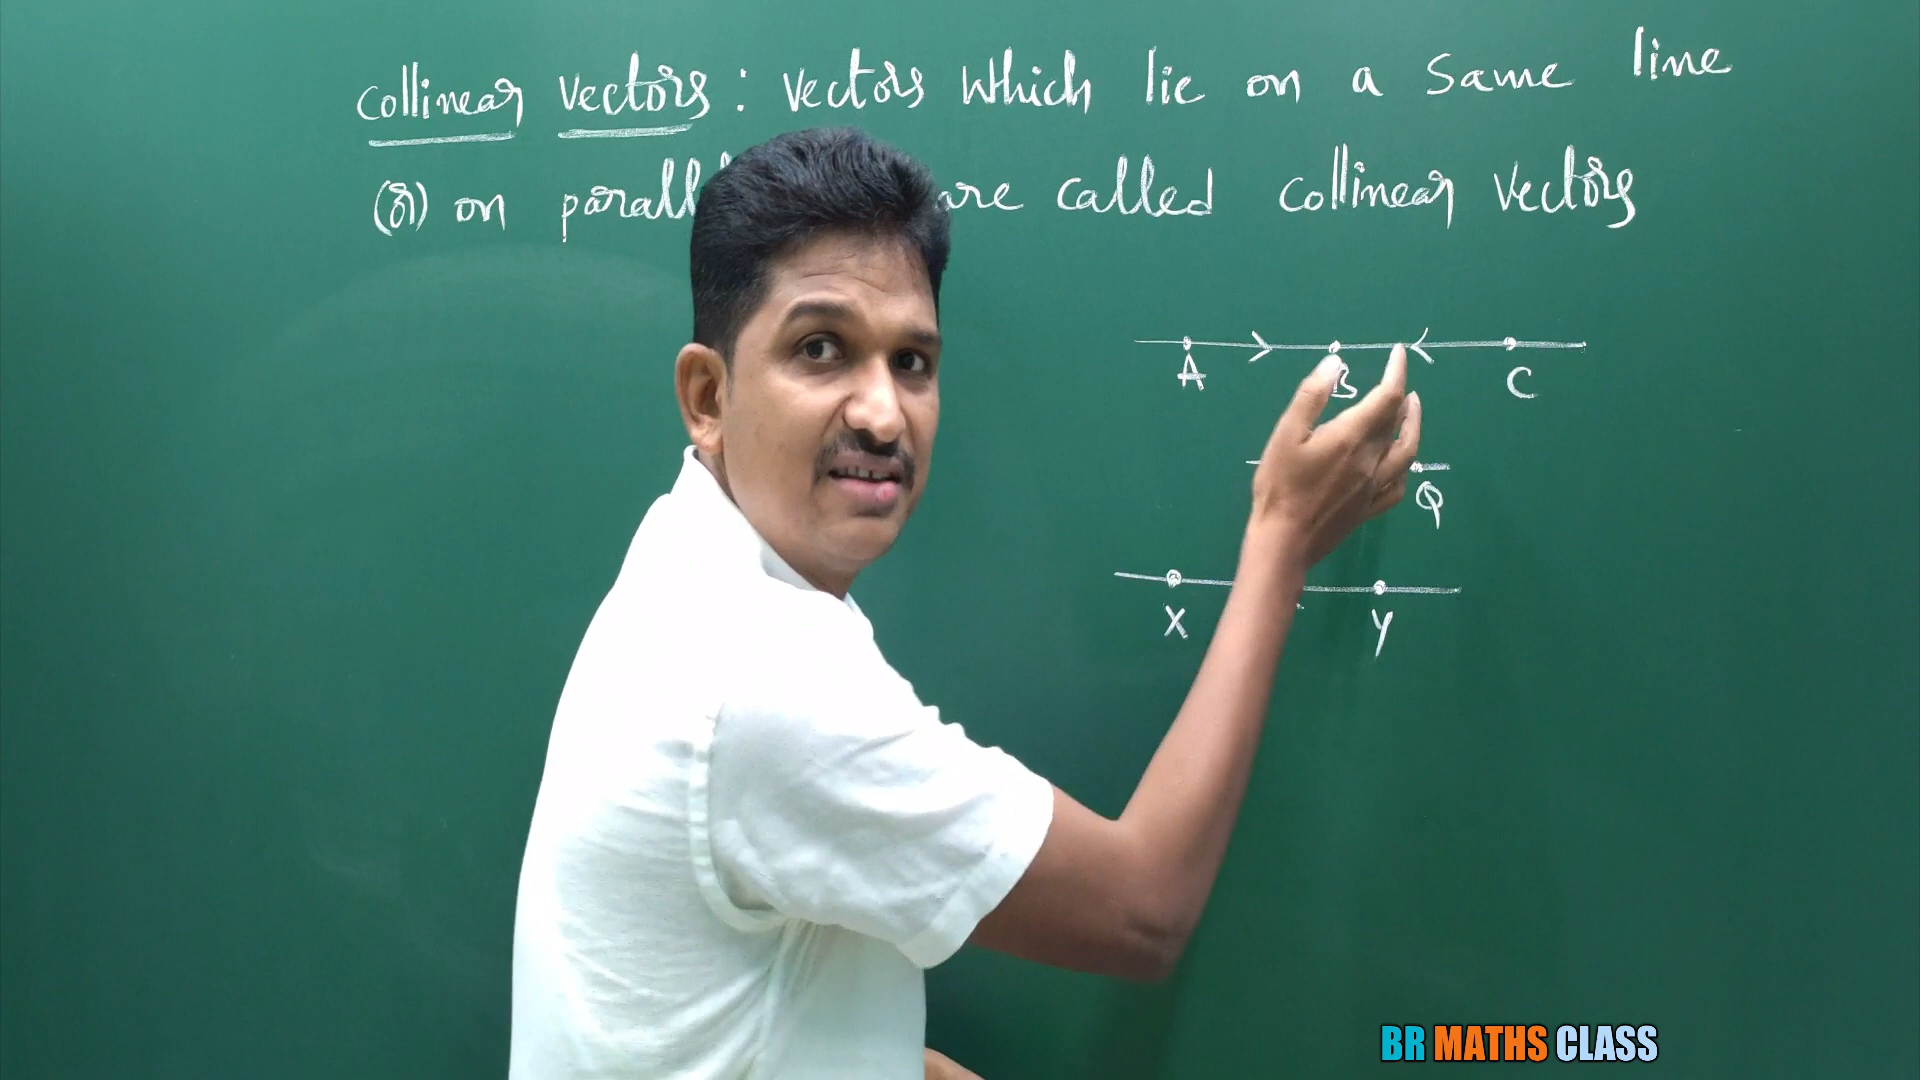 collinear vectors : vectors which lie on a same line
(or) on parall are called collinear vectors
A B C
Q
X Y
BR MATHS CLASS